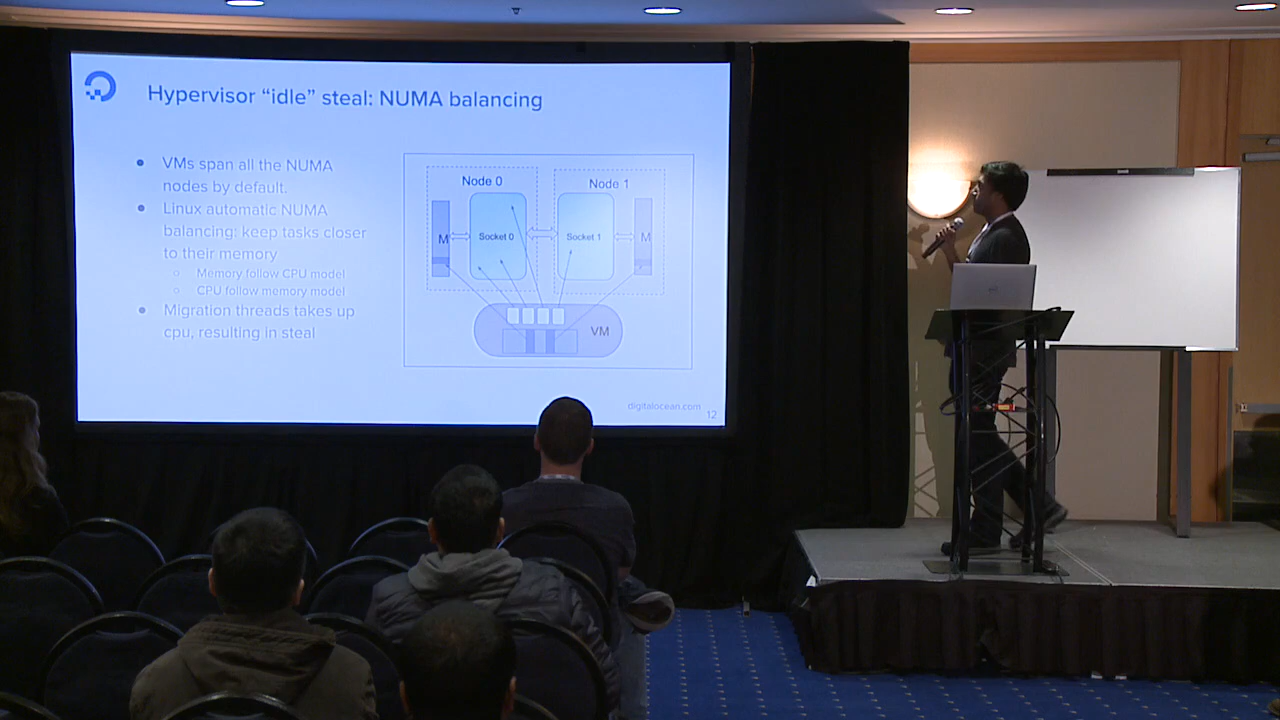 Hypervisor “idle” steal: NUMA balancing
VMs span all the NUMA
nodes by default.
Linux automatic NUMA
balancing: keep tasks closer
to their memory
Memory follow CPU model
CPU follow memory model
Migration threads takes up
cpu, resulting in steal
Node 0
Node 1
M
Socket 0
Socket 1
M
VM
digitalocean.com
12